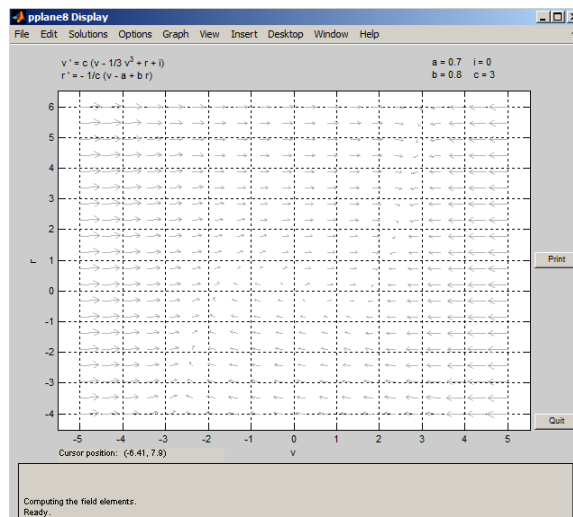 pplane8 Display
File Edit Solutions Options Graph View Insert Desktop Window Help
v ' = c (v - 1/3 v³ + r + i)
r ' = - 1/c (v - a + b r)
a = 0.7 i = 0
b = 0.8 c = 3
6
5
4
3
2
1
0
-1
-2
-3
-4
r
-5 -4 -3 -2 -1 0 1 2 3 4 5
v
Cursor position: (-6.41, 7.9)
Print
Quit
Computing the field elements.
Ready.